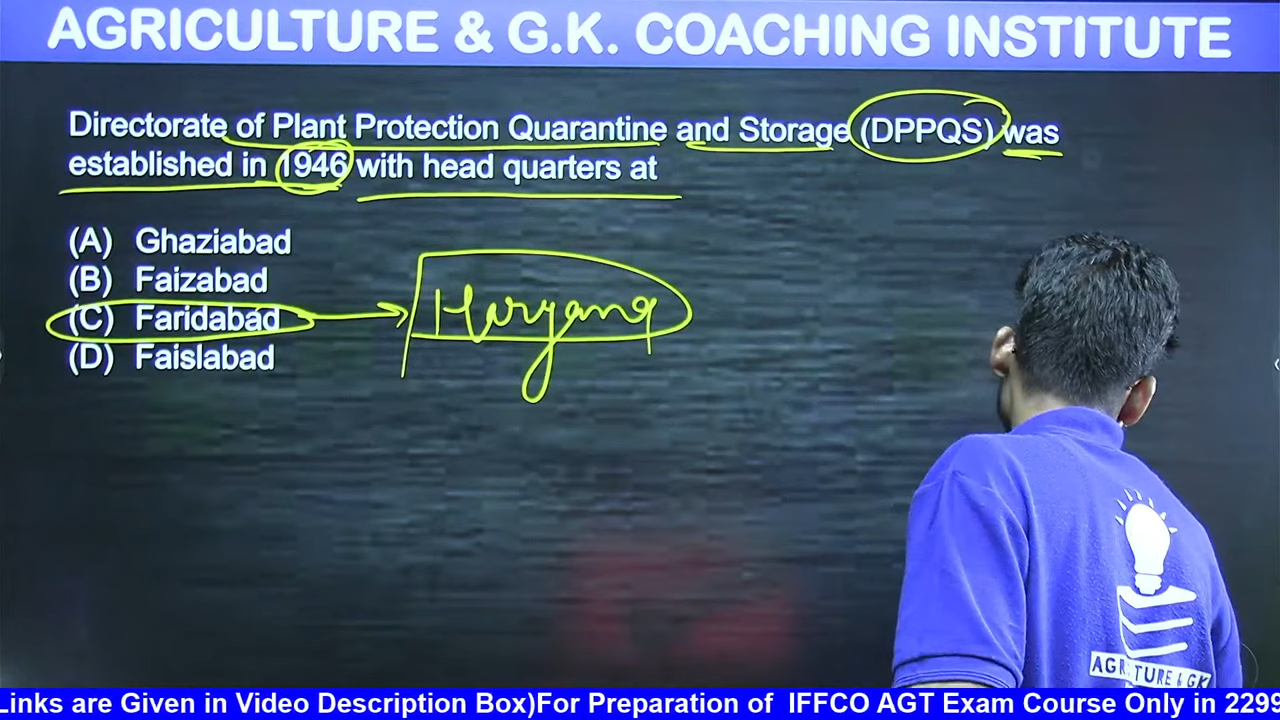 AGRICULTURE & G.K. COACHING INSTITUTE
Directorate of Plant Protection Quarantine and Storage (DPPQS) was
established in 1946 with head quarters at
(A) Ghaziabad
(B) Faizabad
(C) Faridabad
Haryana
(D) Faislabad
AGRICULTURE & GK
Links are Given in Video Description Box)For Preparation of IFFCO AGT Exam Course Only in 2299